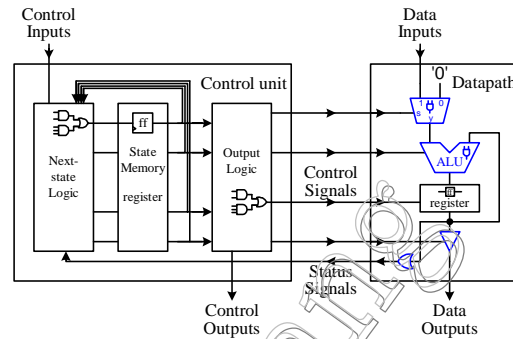 Control
Inputs
Data
Inputs
Control unit
'0'
Datapath
1 0
s
y
ff
Next-
state
Logic
State
Memory
register
Output
Logic
ALU
Control
Signals
ff
register
Status
Signals
Control
Outputs
Data
Outputs